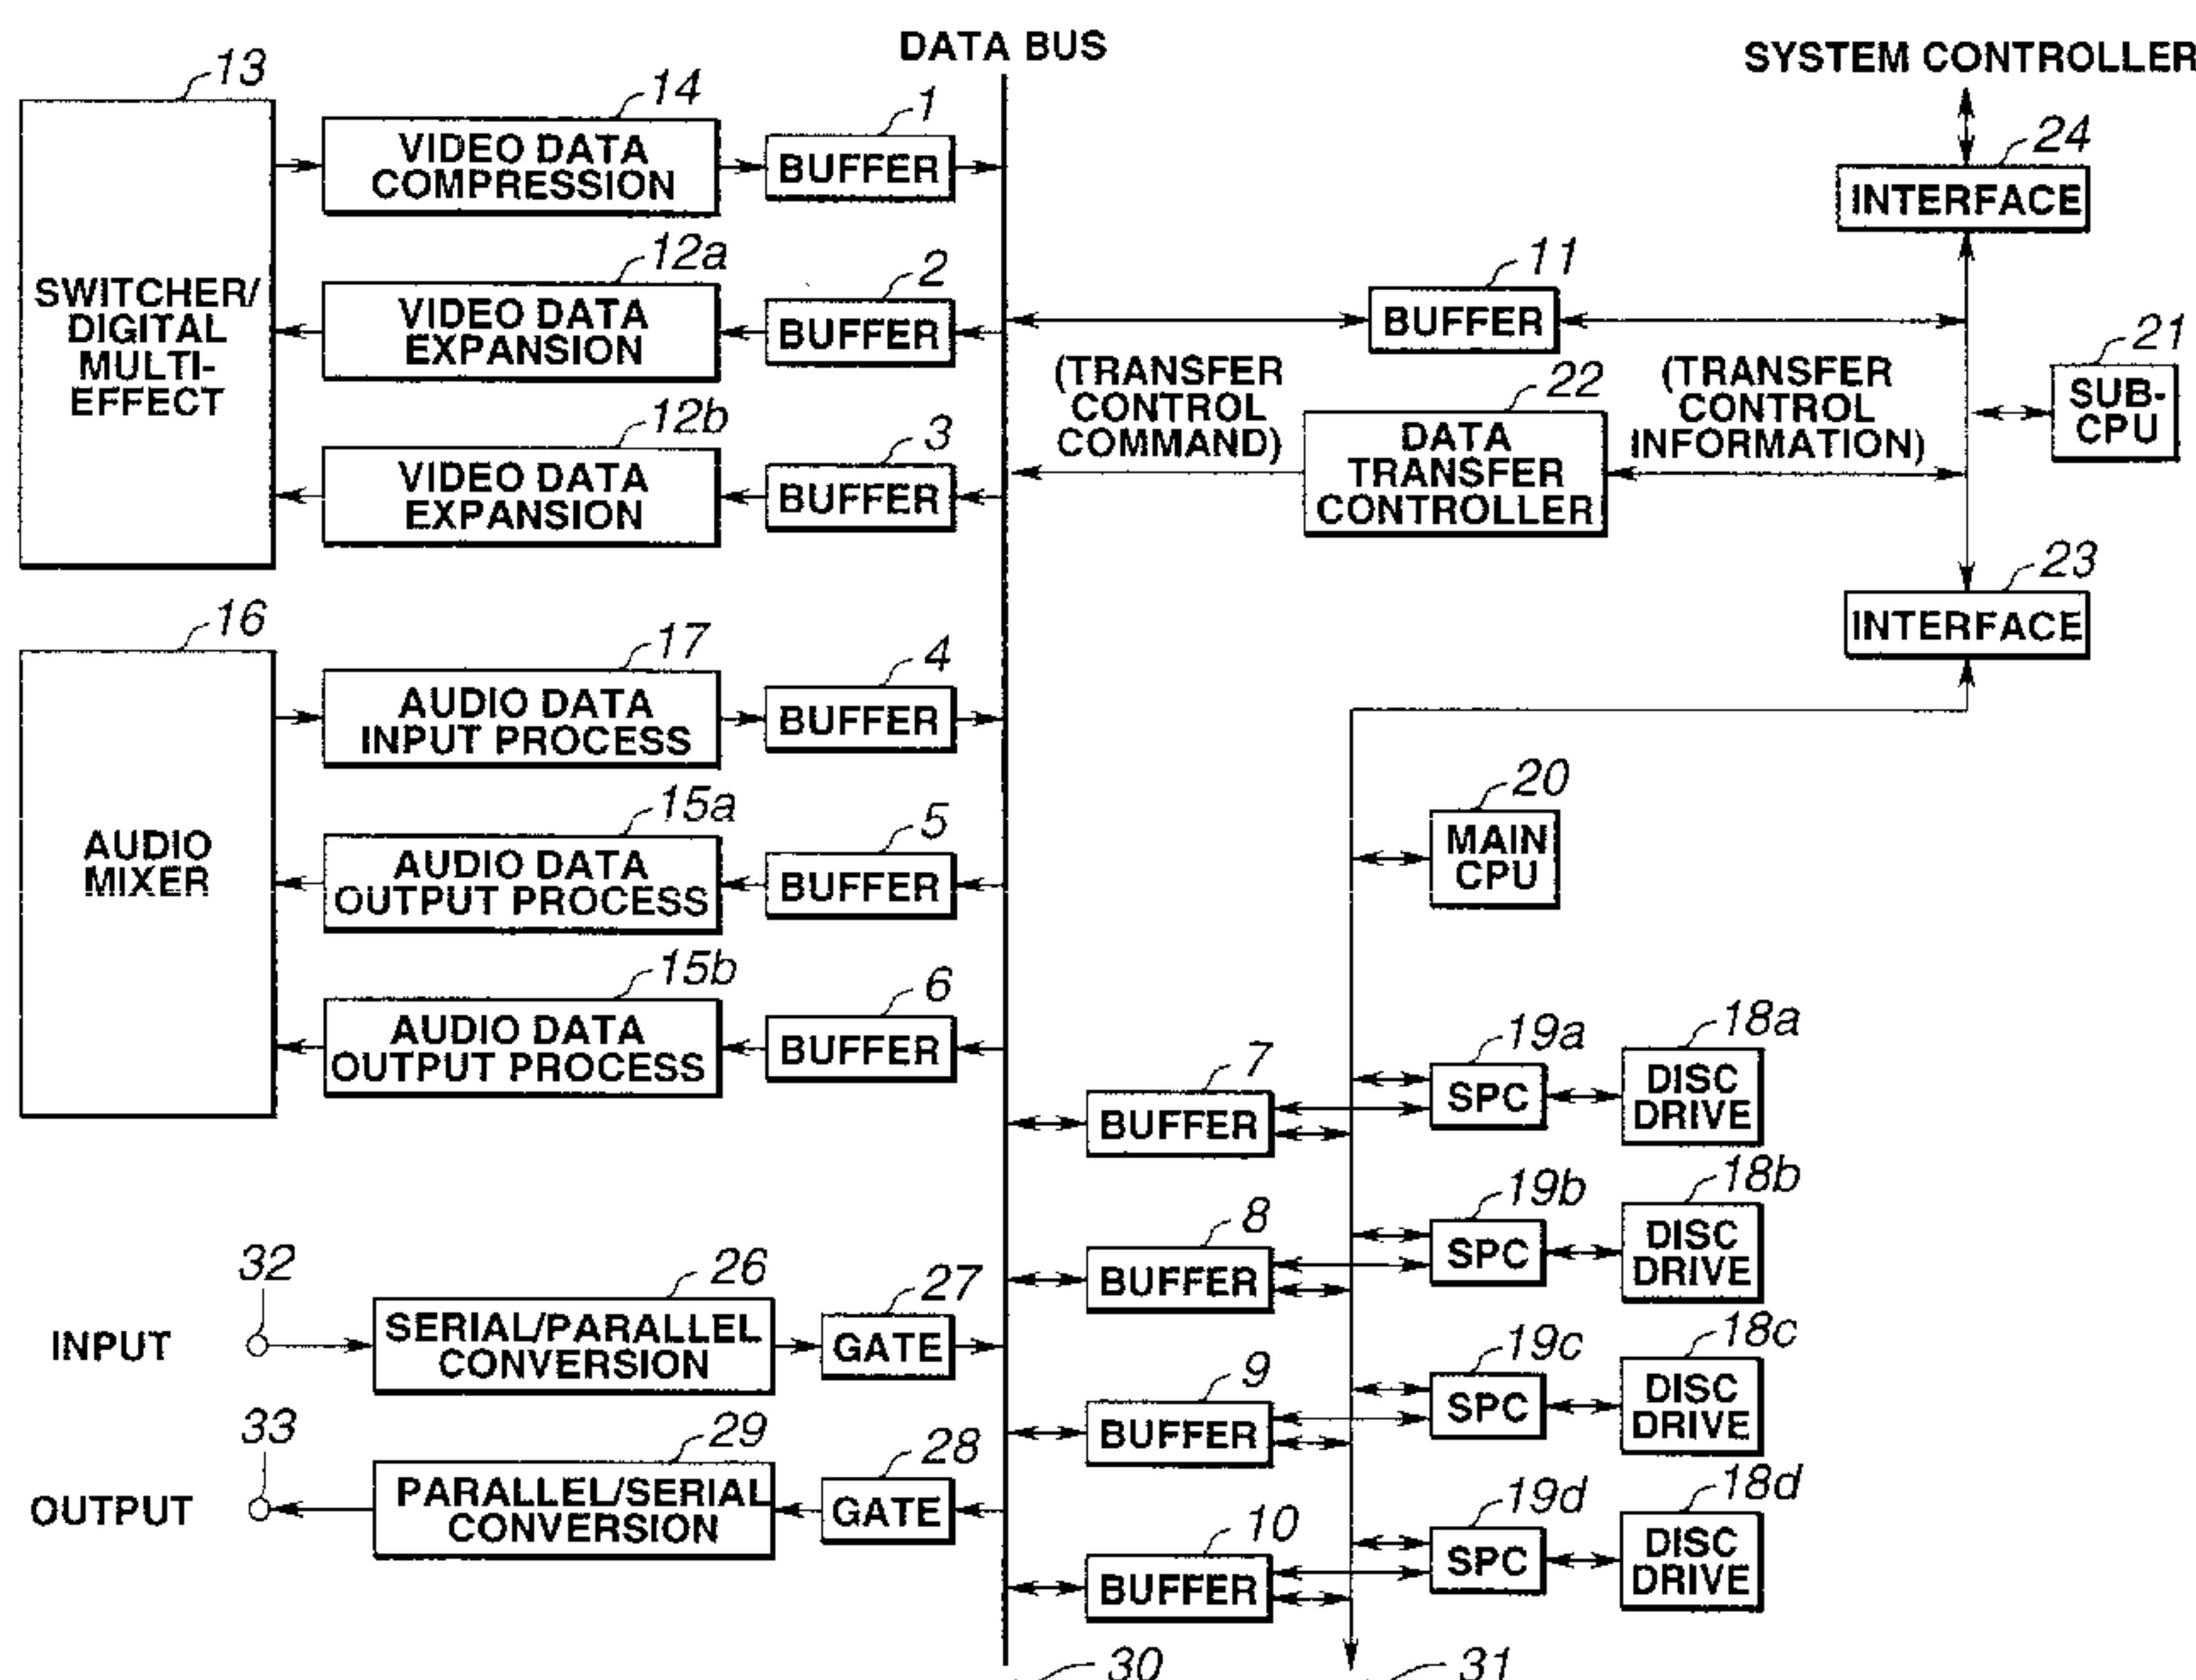 DATA BUS
SYSTEM CONTROLLER
13
14
VIDEO DATA
COMPRESSION
1
BUFFER
24
INTERFACE
SWITCHER/
DIGITAL
MULTI-
EFFECT
12a
VIDEO DATA
EXPANSION
2
BUFFER
11
BUFFER
21
SUB-
CPU
12b
VIDEO DATA
EXPANSION
3
BUFFER
(TRANSFER
CONTROL
COMMAND)
22
DATA
TRANSFER
CONTROLLER
(TRANSFER
CONTROL
INFORMATION)
23
INTERFACE
16
AUDIO
MIXER
17
AUDIO DATA
INPUT PROCESS
4
BUFFER
15a
AUDIO DATA
OUTPUT PROCESS
5
BUFFER
20
MAIN
CPU
15b
AUDIO DATA
OUTPUT PROCESS
6
BUFFER
7
BUFFER
19a
SPC
18a
DISC
DRIVE
8
BUFFER
19b
SPC
18b
DISC
DRIVE
INPUT
32
26
SERIAL/PARALLEL
CONVERSION
27
GATE
9
BUFFER
19c
SPC
18c
DISC
DRIVE
OUTPUT
33
29
PARALLEL/SERIAL
CONVERSION
28
GATE
10
BUFFER
19d
SPC
18d
DISC
DRIVE
30
31